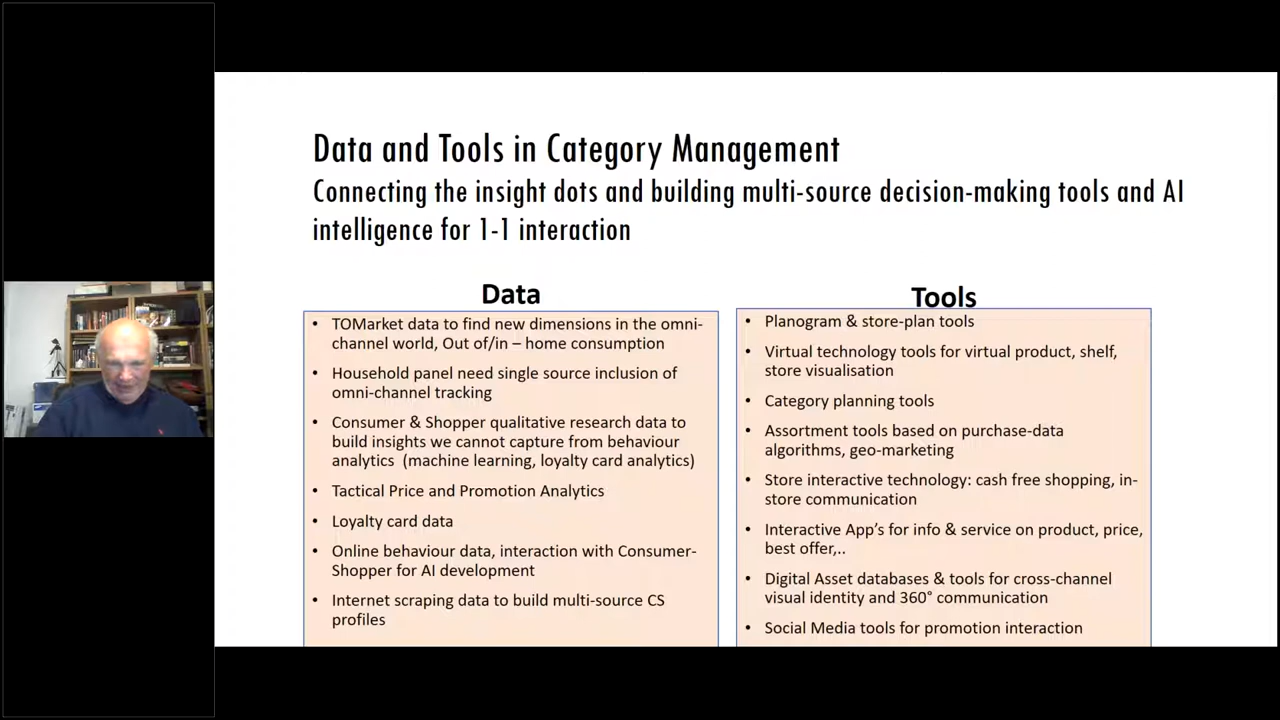 Data and Tools in Category Management
Connecting the insight dots and building multi-source decision-making tools and AI
intelligence for 1-1 interaction
Data
• TOMarket data to find new dimensions in the omni-
channel world, Out of/in – home consumption
• Household panel need single source inclusion of
omni-channel tracking
• Consumer & Shopper qualitative research data to
build insights we cannot capture from behaviour
analytics (machine learning, loyalty card analytics)
• Tactical Price and Promotion Analytics
• Loyalty card data
• Online behaviour data, interaction with Consumer-
Shopper for AI development
• Internet scraping data to build multi-source CS
profiles
Tools
• Planogram & store-plan tools
• Virtual technology tools for virtual product, shelf,
store visualisation
• Category planning tools
• Assortment tools based on purchase-data
algorithms, geo-marketing
• Store interactive technology: cash free shopping, in-
store communication
• Interactive App’s for info & service on product, price,
best offer,..
• Digital Asset databases & tools for cross-channel
visual identity and 360° communication
• Social Media tools for promotion interaction